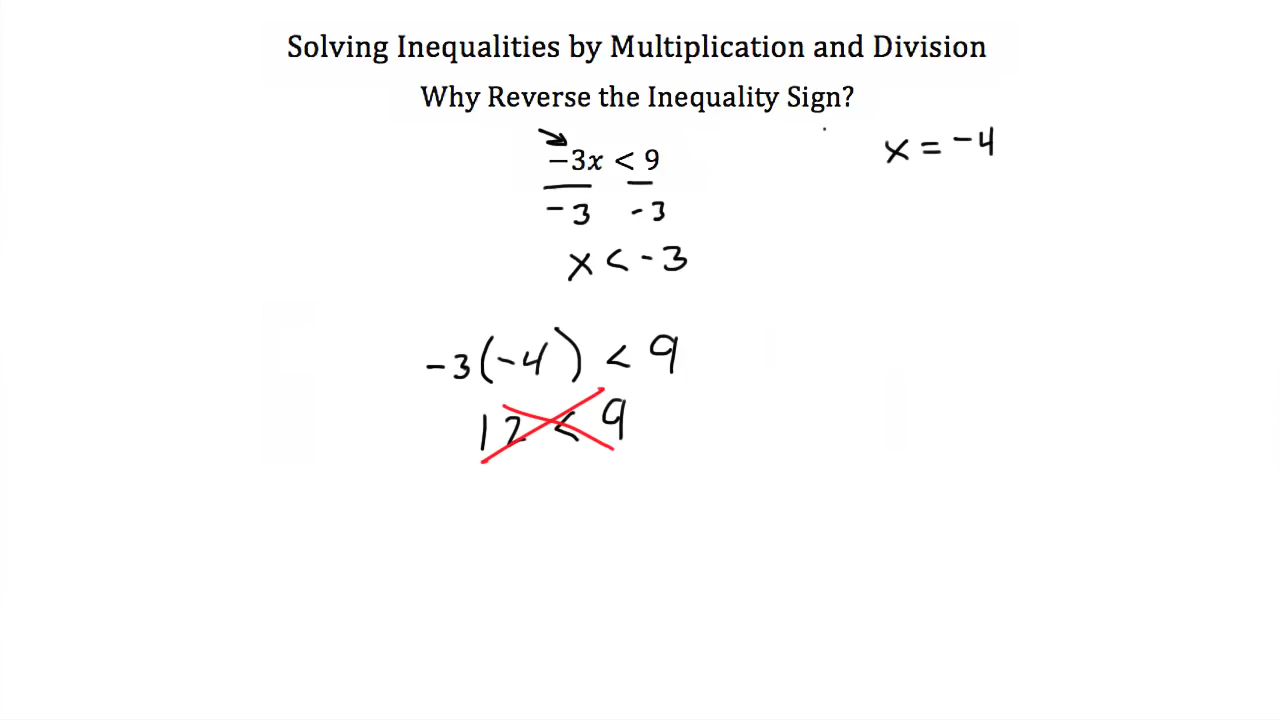 Solving Inequalities by Multiplication and Division
Why Reverse the Inequality Sign?
x = -4
−3x < 9
-3 -3
x < -3
-3(-4) < 9
12 < 9